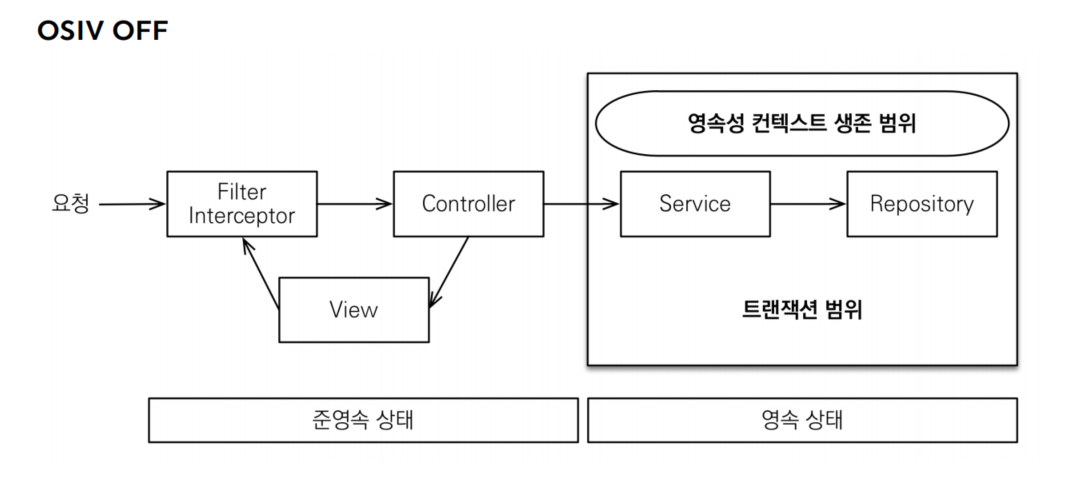 OSIV OFF
영속성 컨텍스트 생존 범위
요청
Filter
Interceptor
Controller
Service
Repository
View
트랜잭션 범위
준영속 상태
영속 상태